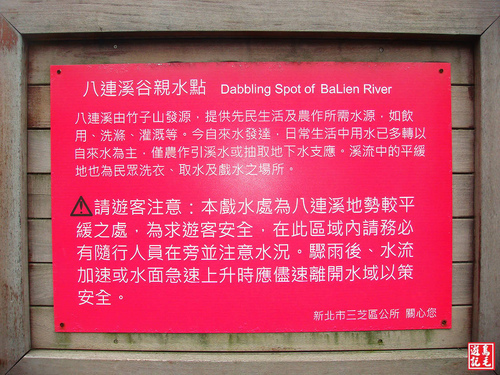 八連溪谷親水點 Dabbling Spot of BaLien River
八連溪由竹子山發源，提供先民生活及農作所需水源，如飲
用、洗滌、灌溉等。今自來水發達，日常生活中用水已多轉以
自來水為主，僅農作引溪水或抽取地下水支應。溪流中的平緩
地也為民眾洗衣、取水及戲水之場所。
請遊客注意：本戲水處為八連溪地勢較平
緩之處，為求遊客安全，在此區域內請務必
有隨行人員在旁並注意水況。驟雨後、水流
加速或水面急速上升時應儘速離開水域以策
安全。
新北市三芝區公所 關心您